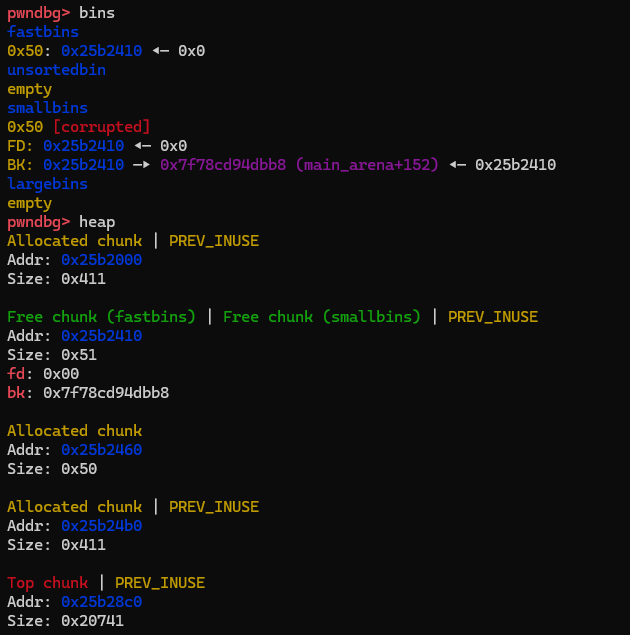 pwndbg> bins
fastbins
0x50: 0x25b2410 ◂— 0x0
unsortedbin
empty
smallbins
0x50 [corrupted]
FD: 0x25b2410 ◂— 0x0
BK: 0x25b2410 —▸ 0x7f78cd94dbb8 (main_arena+152) ◂— 0x25b2410
largebins
empty
pwndbg> heap
Allocated chunk | PREV_INUSE
Addr: 0x25b2000
Size: 0x411
Free chunk (fastbins) | Free chunk (smallbins) | PREV_INUSE
Addr: 0x25b2410
Size: 0x51
fd: 0x00
bk: 0x7f78cd94dbb8
Allocated chunk
Addr: 0x25b2460
Size: 0x50
Allocated chunk | PREV_INUSE
Addr: 0x25b24b0
Size: 0x411
Top chunk | PREV_INUSE
Addr: 0x25b28c0
Size: 0x20741